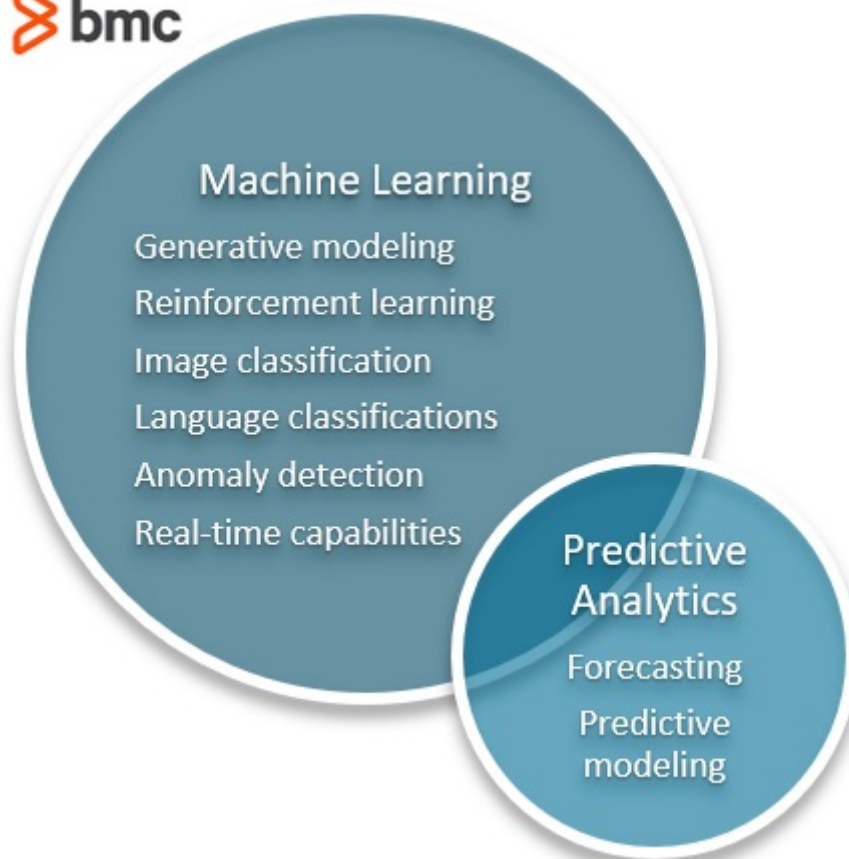 bmc
Machine Learning
Generative modeling
Reinforcement learning
Image classification
Language classifications
Anomaly detection
Real-time capabilities
Predictive
Analytics
Forecasting
Predictive
modeling